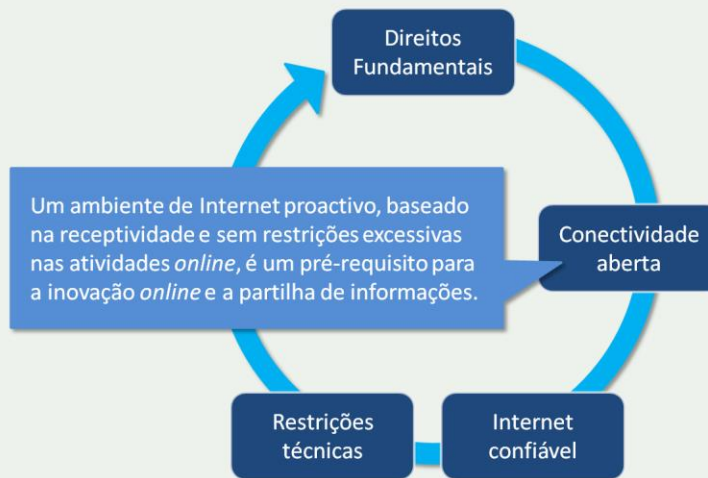 Direitos
Fundamentais
Um ambiente de Internet proactivo, baseado
na receptividade e sem restrições excessivas
nas atividades online, é um pré-requisito para
a inovação online e a partilha de informações.
Conectividade
aberta
Restrições
técnicas
Internet
confiável